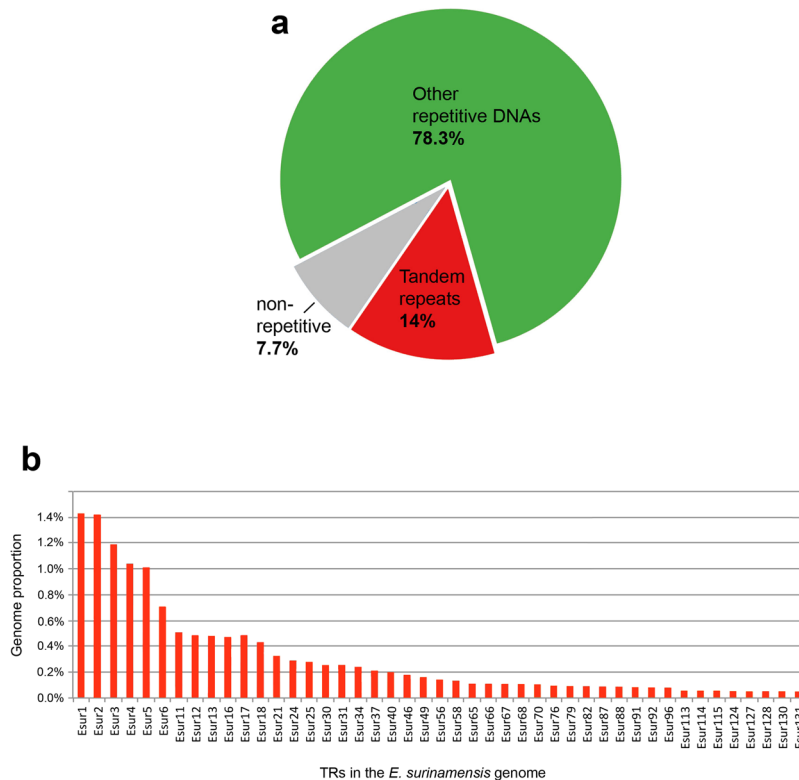 a
Other
repetitive DNAs
78.3%
Tandem
repeats
14%
non-
repetitive
7.7%
b
Genome proportion
1.4%
1.2%
1.0%
0.8%
0.6%
0.4%
0.2%
0.0%
Esur1
Esur2
Esur3
Esur4
Esur5
Esur6
Esur11
Esur12
Esur13
Esur16
Esur17
Esur18
Esur21
Esur24
Esur25
Esur30
Esur31
Esur34
Esur37
Esur40
Esur46
Esur49
Esur56
Esur58
Esur65
Esur66
Esur67
Esur68
Esur70
Esur76
Esur79
Esur82
Esur87
Esur88
Esur91
Esur92
Esur96
Esur113
Esur114
Esur115
Esur124
Esur127
Esur128
Esur130
Esur131
TRs in the E. surinamensis genome